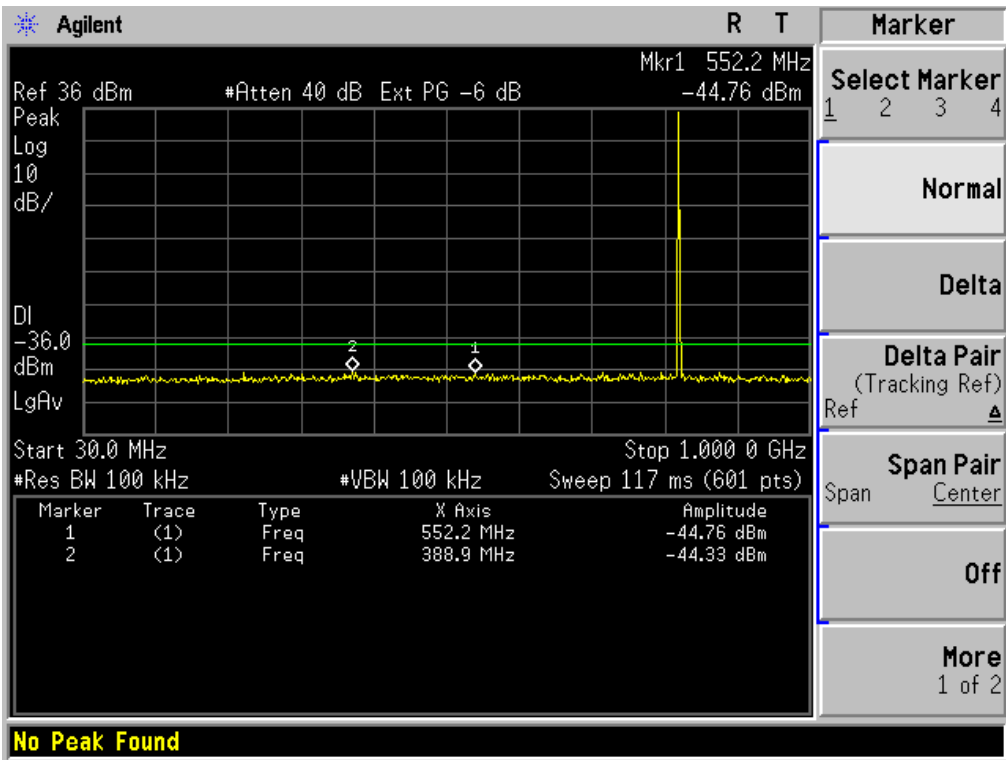 Agilent R T
Mkr1 552.2 MHz
Ref 36 dBm #Atten 40 dB Ext PG -6 dB -44.76 dBm
Peak
Log
10
dB/
DI
-36.0
dBm
LgAv
2 1
Start 30.0 MHz Stop 1.000 0 GHz
#Res BW 100 kHz #VBW 100 kHz Sweep 117 ms (601 pts)
Marker Trace Type X Axis Amplitude
1 (1) Freq 552.2 MHz -44.76 dBm
2 (1) Freq 388.9 MHz -44.33 dBm
No Peak Found
Marker
Select Marker
1 2 3 4
Normal
Delta
Delta Pair
(Tracking Ref)
Ref Δ
Span Pair
Span Center
Off
More
1 of 2